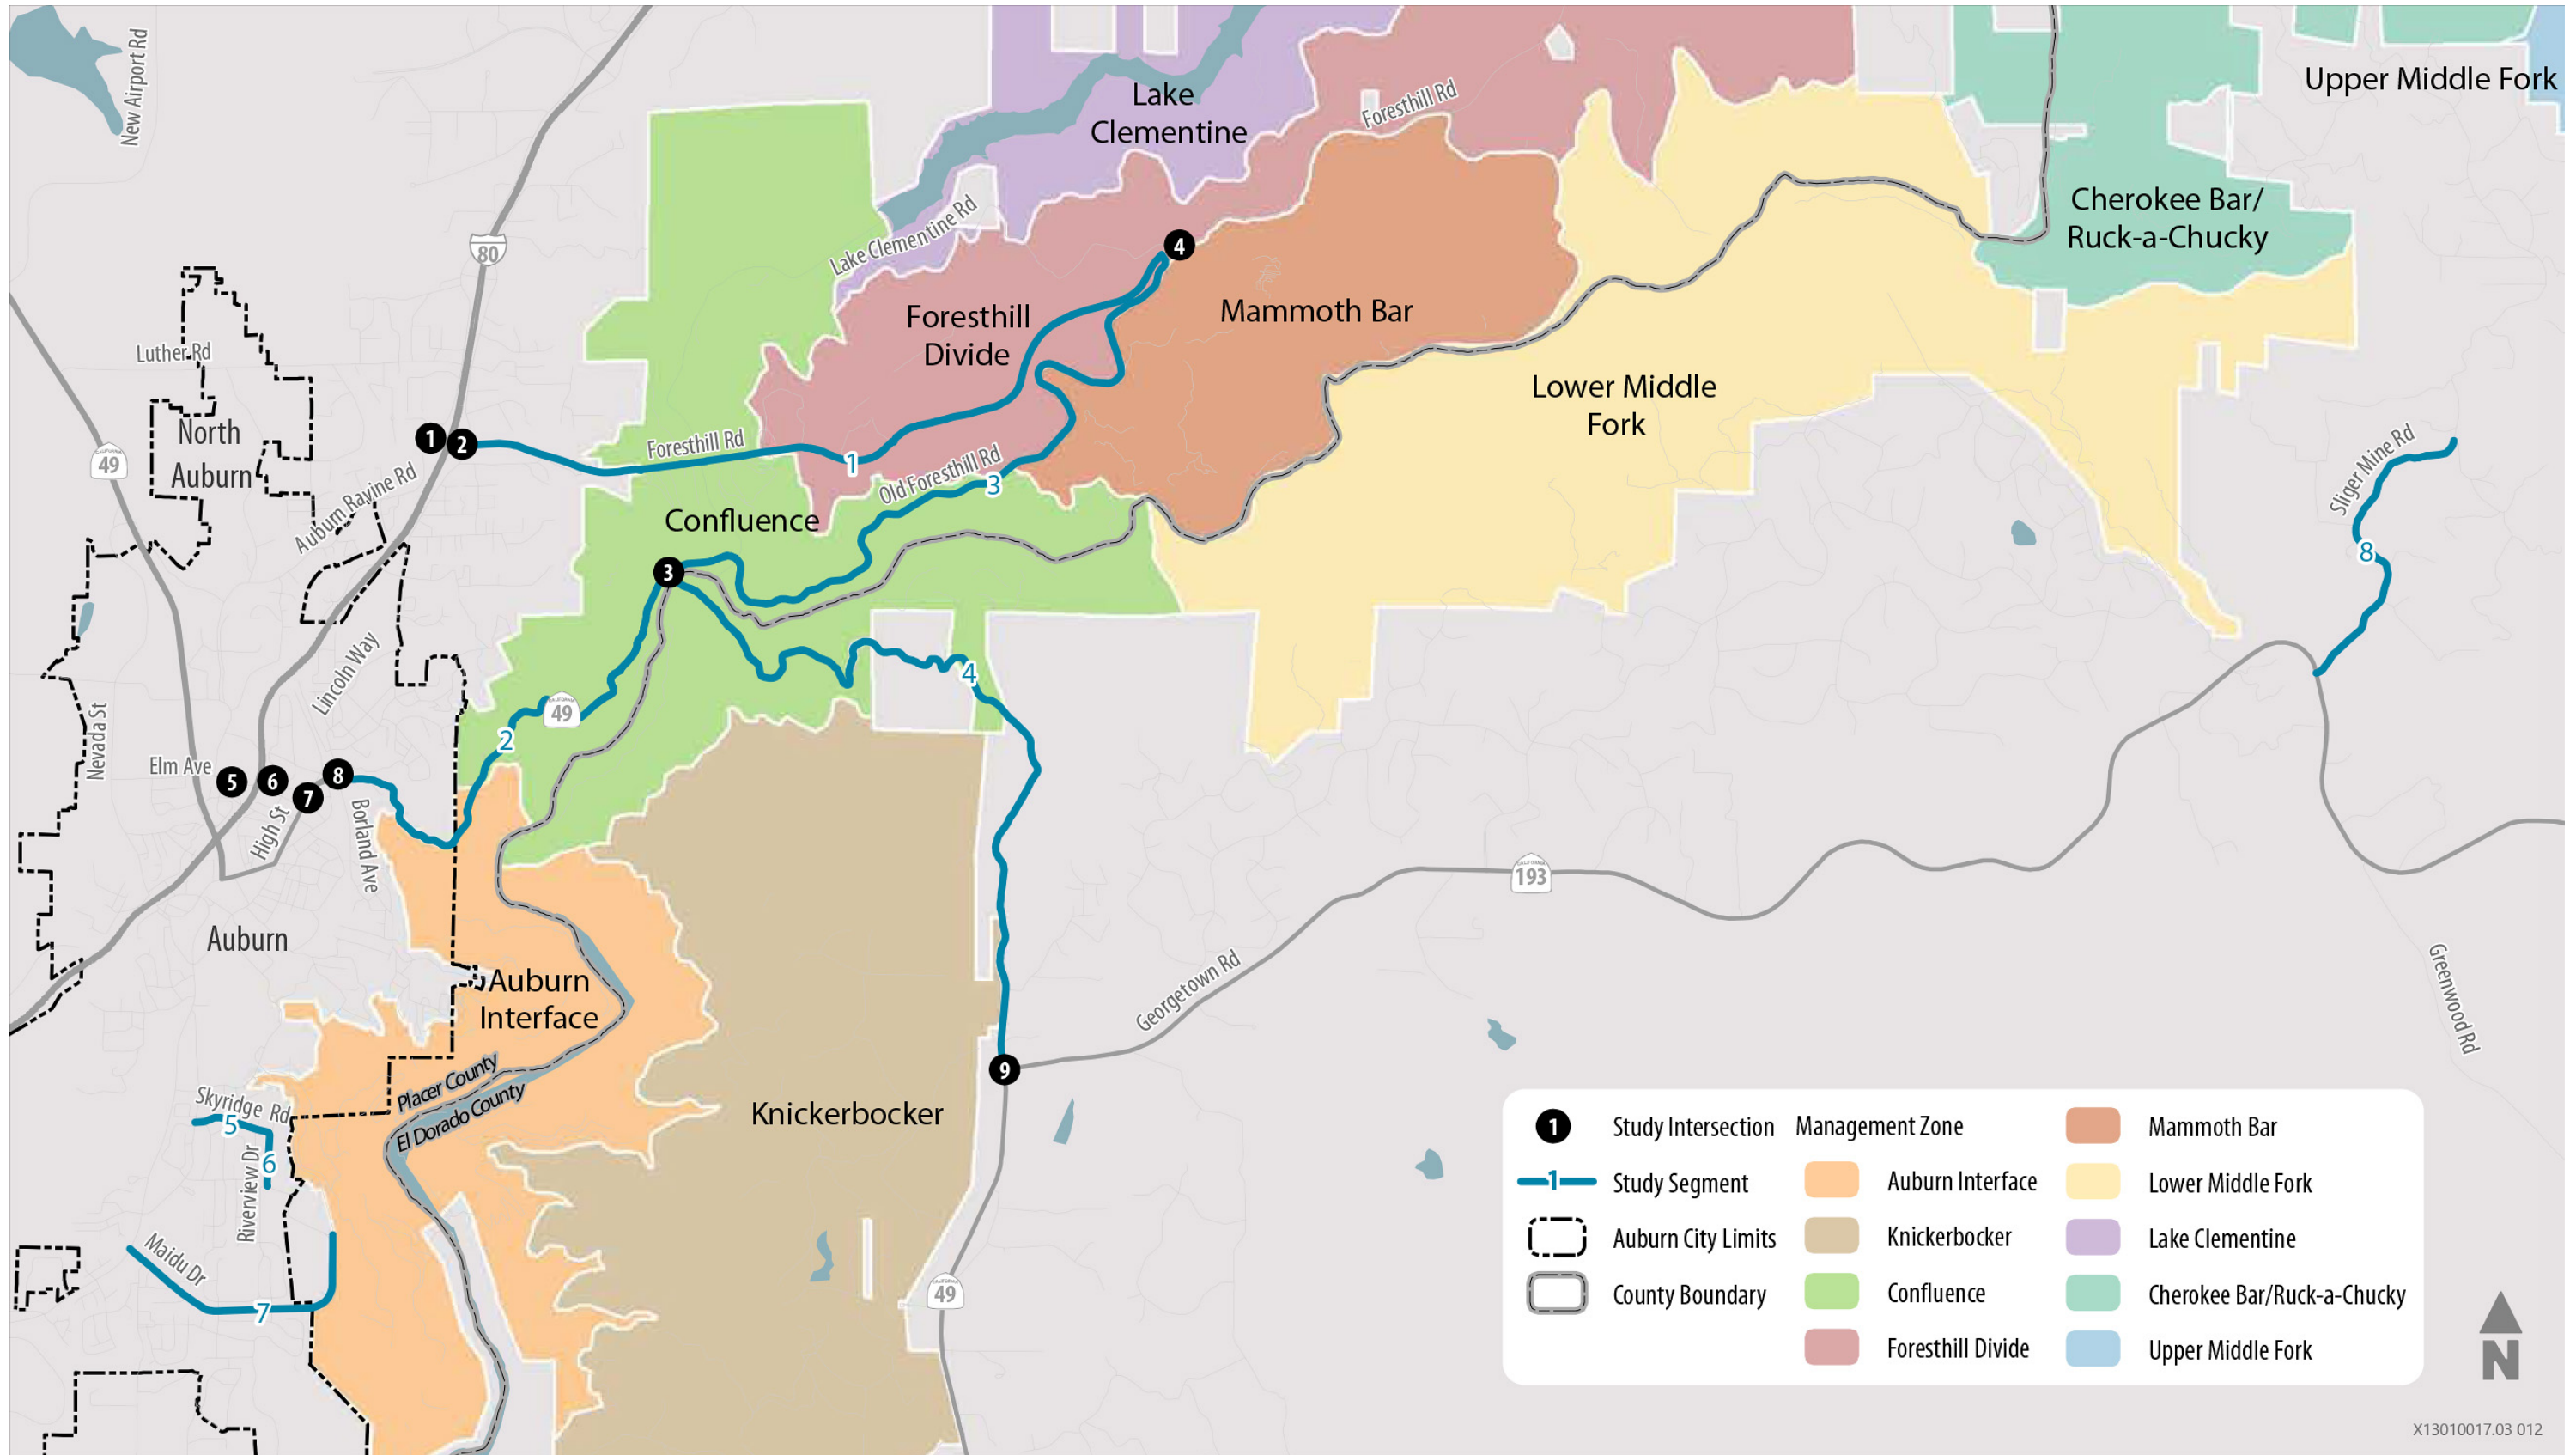 New Airport Rd
Upper Middle Fork
Lake
Clementine
Foresthill Rd
Cherokee Bar/
Ruck-a-Chucky
Lake Clementine Rd
80
4
Foresthill
Divide
Mammoth Bar
Luther Rd
Lower Middle
Fork
North
Auburn
1
2
Foresthill Rd
1
Old Foresthill Rd
3
Sliger Mine Rd
49
Auburn Ravine Rd
Confluence
8
3
Lincoln Way
4
CALIFORNIA
49
2
Nevada St
Elm Ave
5
6
7
8
High St
Borland Ave
CALIFORNIA
193
Auburn
Auburn
Interface
Georgetown Rd
Greenwood Rd
9
Placer County
El Dorado County
Skyridge Rd
5
6
Riverview Dr
Knickerbocker
Maidu Dr
7
CALIFORNIA
49
1 Study Intersection
1 Study Segment
Auburn City Limits
County Boundary
Management Zone
Auburn Interface
Knickerbocker
Confluence
Foresthill Divide
Mammoth Bar
Lower Middle Fork
Lake Clementine
Cherokee Bar/Ruck-a-Chucky
Upper Middle Fork
N
X13010017.03 012